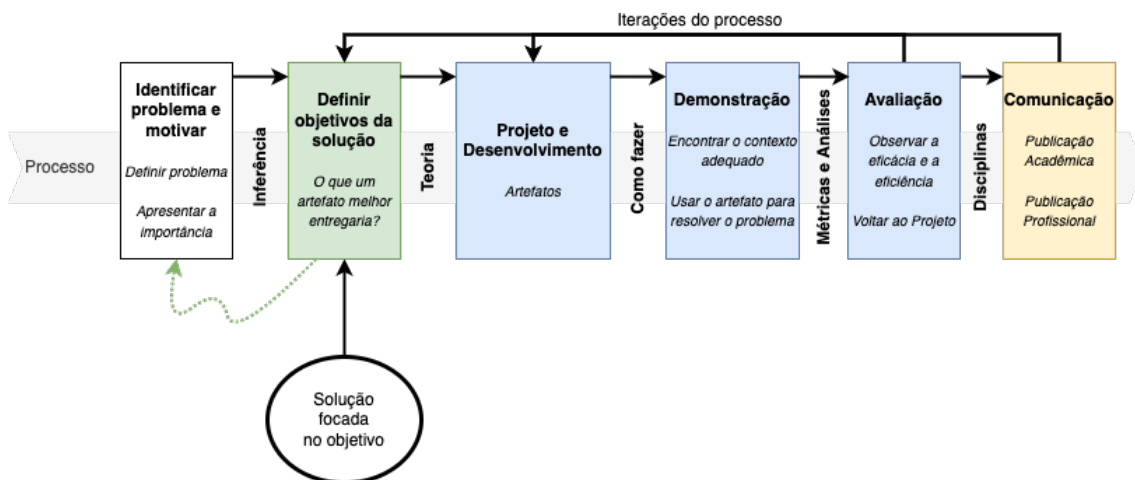 Iterações do processo
Processo
Identificar
problema e
motivar
Definir problema
Apresentar a
importância
Inferência
Definir
objetivos da
solução
O que um
artefato melhor
entregaria?
Teoria
Projeto e
Desenvolvimento
Artefatos
Como fazer
Demonstração
Encontrar o contexto
adequado
Usar o artefato para
resolver o problema
Métricas e Análises
Avaliação
Observar a
eficácia e a
eficiência
Voltar ao Projeto
Disciplinas
Comunicação
Publicação
Acadêmica
Publicação
Profissional
Solução
focada
no objetivo